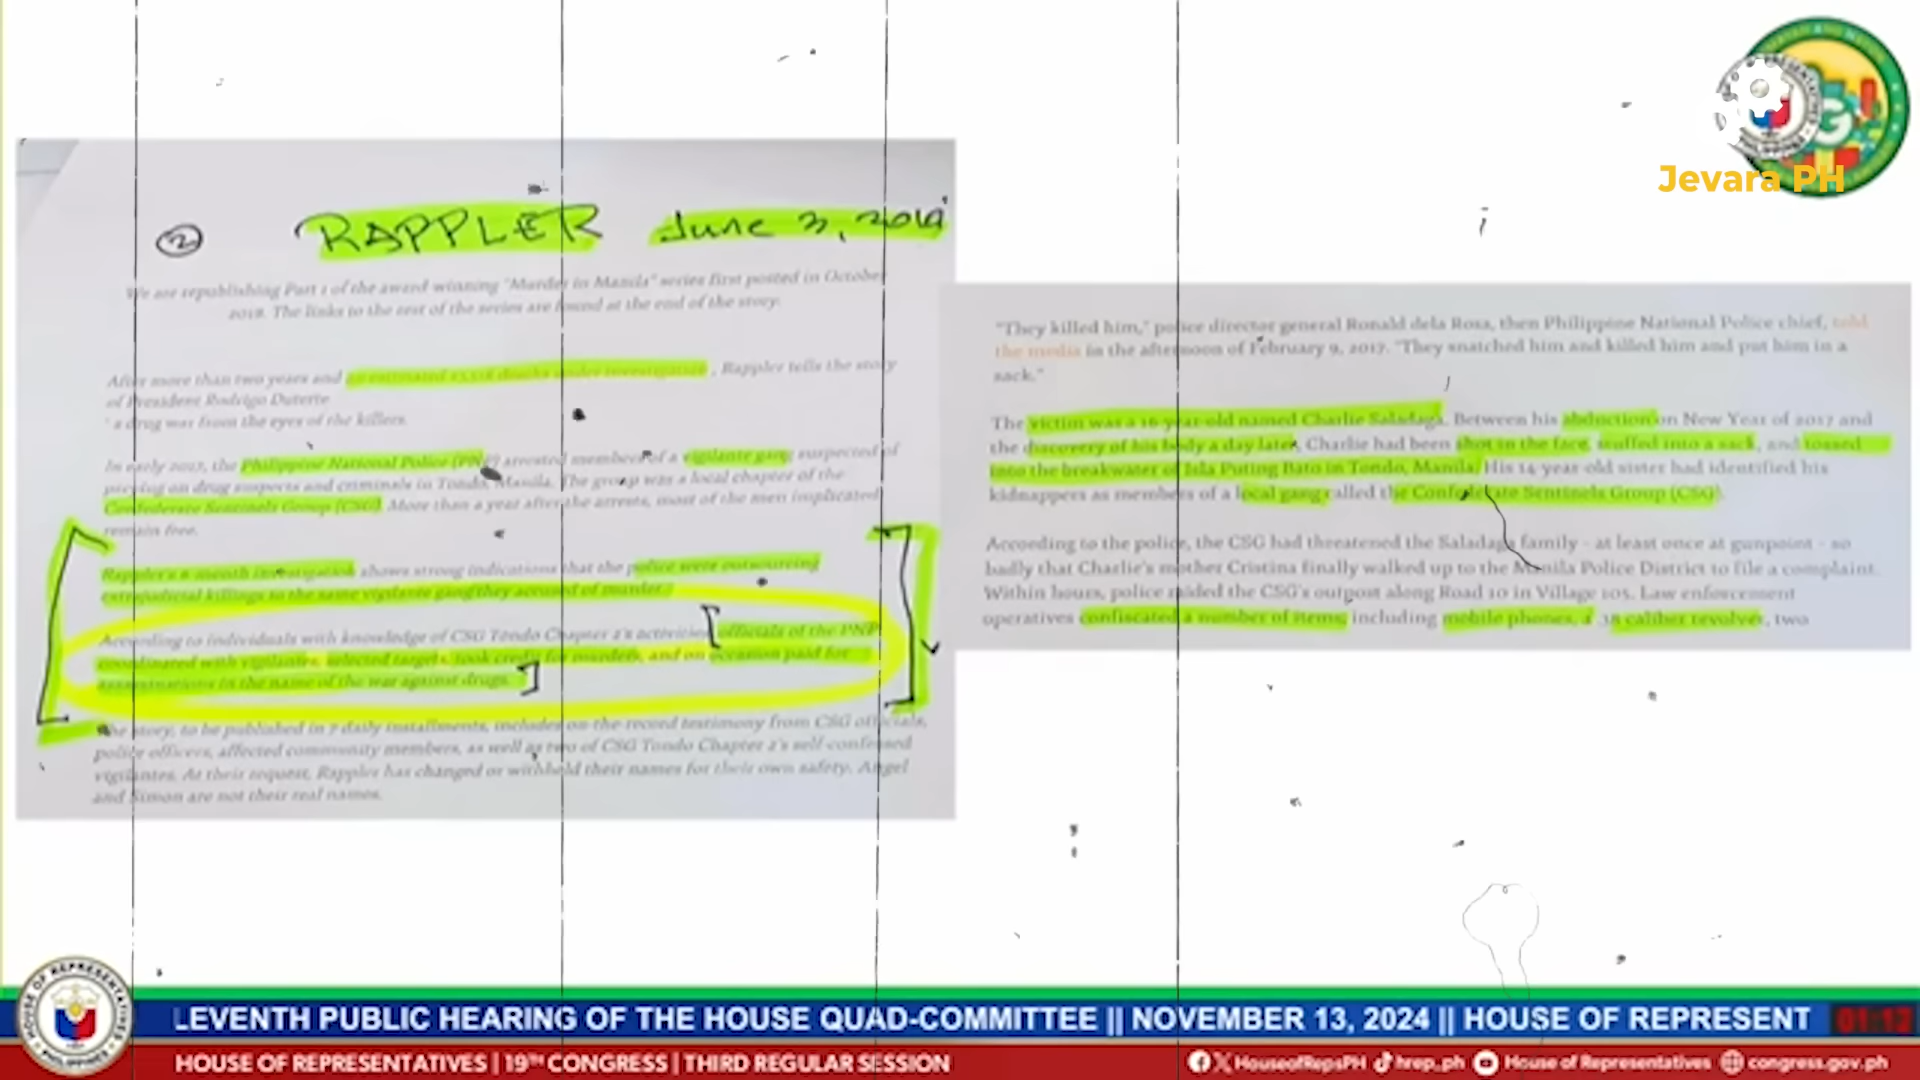 Jevara PH
2 RAPPLER June 3, 2019
We are republishing Part 1 of the award winning "Murder in Manila" series first posted in October
2018. The links to the rest of the series are found at the end of the story.
After more than two years and an estimated deaths under investigation, Rappler tells the story
of President Rodrigo Duterte
' a drug war from the eyes of the killers.
In early 2017, the Philippine National Police (PNP) arrested members of a vigilante gang suspected of
preying on drug suspects and criminals in Tondo, Manila. The group was a local chapter of the
Confederate Sentinels Group (CSG). More than a year after the arrests, most of the men implicated
remain free.
Rappler's 6-month investigation shows strong indications that the police were outsourcing
extrajudicial killings to the same vigilante gang they accused of murder.
According to individuals with knowledge of CSG Tondo Chapter 2's activities, officials of the PNP
coordinated with vigilantes, selected targets, took credit for murders, and on occasion paid for
assassinations in the name of the war against drugs.
The story, to be published in 7 daily installments, includes on the record testimony from CSG officials,
police officers, affected community members, as well as two of CSG Tondo Chapter 2's self-confessed
vigilantes. At their request, Rappler has changed or withheld their names for their own safety. Angel
and Simon are not their real names.
"They killed him," police director general Ronald dela Rosa, then Philippine National Police chief, told
the media in the afternoon of February 9, 2017. "They snatched him and killed him and put him in a
sack."
The victim was a 16-year-old named Charlie Saladaga. Between his abduction on New Year of 2017 and
the discovery of his body a day later, Charlie had been shot in the face, stuffed into a sack, and tossed
into the breakwater of Isla Puting Bato in Tondo, Manila. His 14-year-old sister had identified his
kidnappers as members of a local gang called the Confederate Sentinels Group (CSG).
According to the police, the CSG had threatened the Saladaga family - at least once at gunpoint - so
badly that Charlie's mother Cristina finally walked up to the Manila Police District to file a complaint.
Within hours, police raided the CSG's outpost along Road 10 in Village 105. Law enforcement
operatives confiscated a number of items, including mobile phones, a .38 caliber revolver, two
HOUSE OF REPRESENTATIVES
PHILIPPINES
LEVENTH PUBLIC HEARING OF THE HOUSE QUAD-COMMITTEE || NOVEMBER 13, 2024 || HOUSE OF REPRESENT
HOUSE OF REPRESENTATIVES | 19TH CONGRESS | THIRD REGULAR SESSION
HouseofRepsPH hrep_ph House of Representatives congress.gov.ph